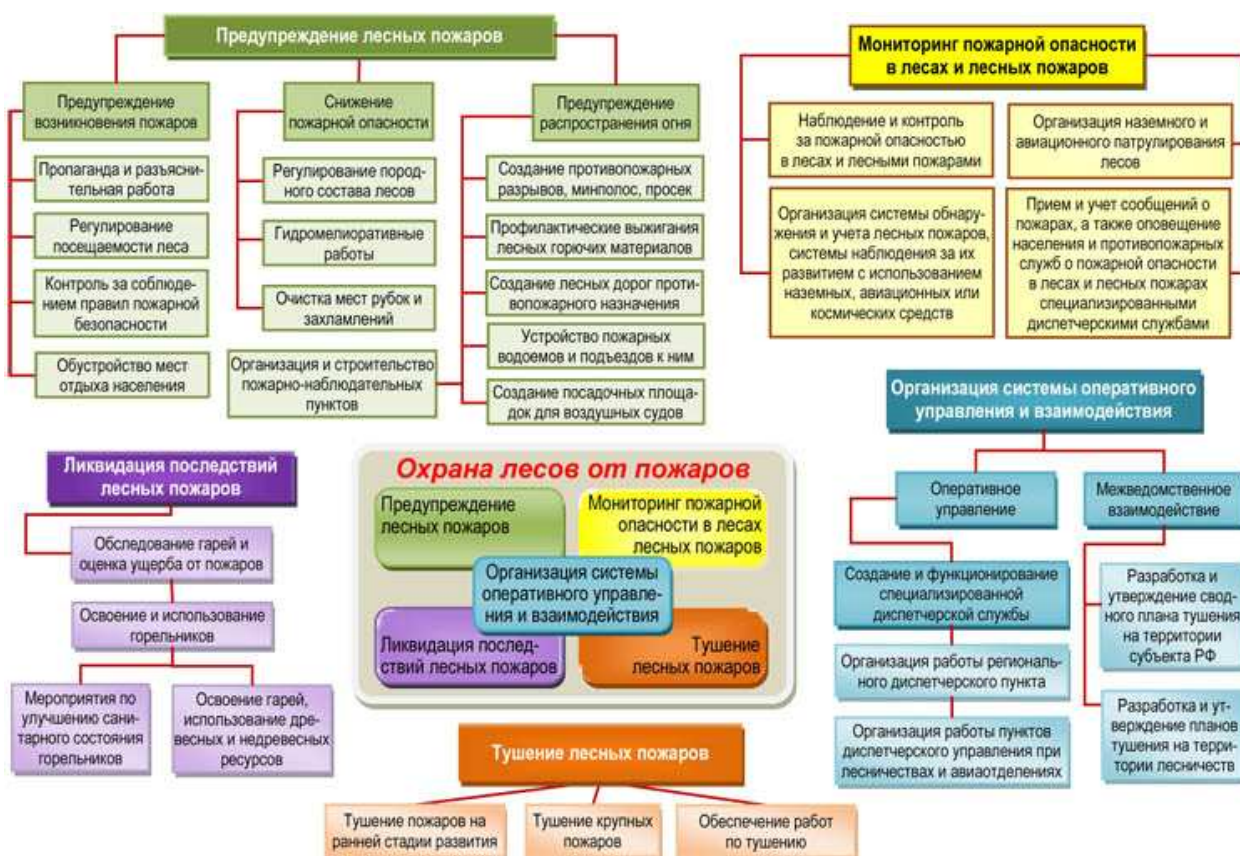 Предупреждение лесных пожаров
Предупреждение
возникновения пожаров
Пропаганда и разъясни-
тельная работа
Регулирование
посещаемости леса
Контроль за соблюде-
нием правил пожарной
безопасности
Обустройство мест
отдыха населения
Снижение
пожарной опасности
Регулирование пород-
ного состава лесов
Гидромелиоративные
работы
Очистка мест рубок и
захламлений
Организация и строительство
пожарно-наблюдательных
пунктов
Предупреждение
распространения огня
Создание противопожарных
разрывов, минполос, просек
Профилактические выжигания
лесных горючих материалов
Создание лесных дорог проти-
вопожарного назначения
Устройство пожарных
водоемов и подъездов к ним
Создание посадочных площа-
док для воздушных судов
Мониторинг пожарной опасности
в лесах и лесных пожаров
Наблюдение и контроль
за пожарной опасностью
в лесах и лесными пожарами
Организация наземного и
авиационного патрулирования
лесов
Организация системы обнару-
жения и учета лесных пожаров,
системы наблюдения за их
развитием с использованием
наземных, авиационных или
космических средств
Прием и учет сообщений о
пожарах, а также оповещение
населения и противопожарных
служб о пожарной опасности
в лесах и лесных пожарах
специализированными
диспетчерскими службами
Ликвидация последствий
лесных пожаров
Обследование гарей и
оценка ущерба от пожаров
Освоение и использование
горельников
Мероприятия по
улучшению сани-
тарного состояния
горельников
Освоение гарей,
использование дре-
весных и недревесных
ресурсов
Охрана лесов от пожаров
Предупреждение
лесных пожаров
Мониторинг пожарной
опасности в лесах
лесных пожаров
Организация системы
оперативного управле-
ния и взаимодействия
Ликвидация послед-
ствий лесных пожаров
Тушение
лесных пожаров
Организация системы оперативного
управления и взаимодействия
Оперативное
управление
Создание и функционирование
специализированной
диспетчерской службы
Организация работы региональ-
ного диспетчерского пункта
Организация работы пунктов
диспетчерского управления при
лесничествах и авиаотделениях
Межведомственное
взаимодействие
Разработка и
утверждение свод-
ного плана тушения
на территории
субъекта РФ
Разработка и ут-
верждение планов
тушения на терри-
тории лесничеств
Тушение лесных пожаров
Тушение пожаров на
ранней стадии развития
Тушение крупных
пожаров
Обеспечение работ
по тушению